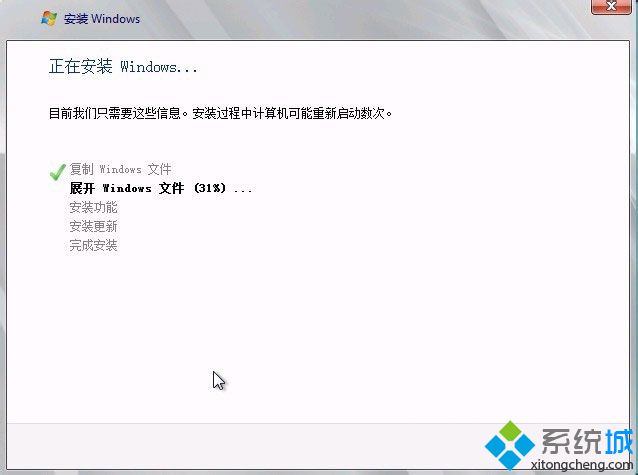 安装 Windows
正在安装 Windows...
目前我们只需要这些信息。安装过程中计算机可能重新启动数次。
复制 Windows 文件
展开 Windows 文件 (31%) ...
安装功能
安装更新
完成安装
系统城
xitongcheng.com